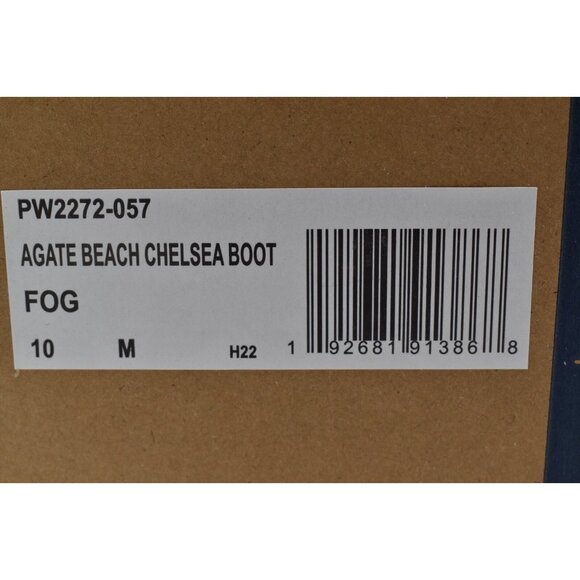 PW2272-057
AGATE BEACH CHELSEA BOOT
FOG
10 M H22 1 92681 91386 8